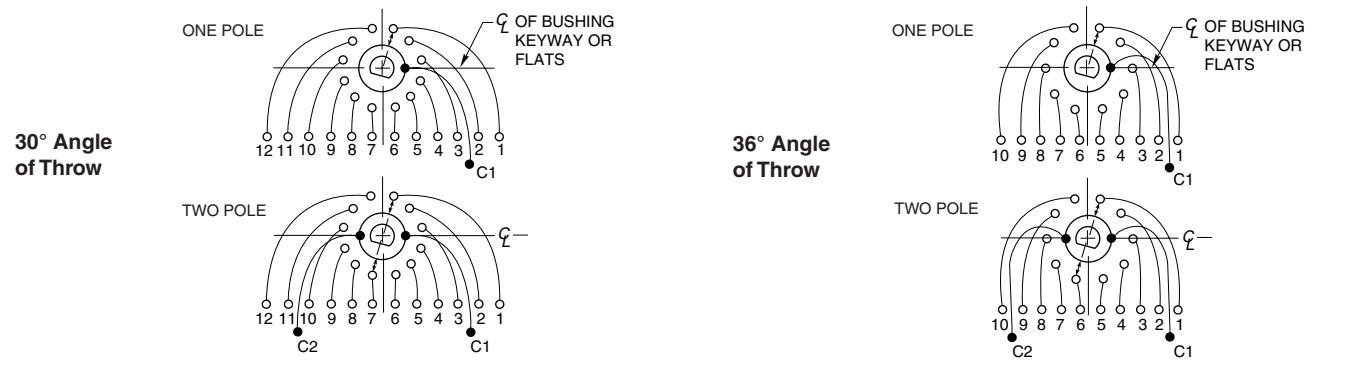 30° Angle
of Throw
ONE POLE
℄ OF BUSHING
KEYWAY OR
FLATS
12 11 10 9 8 7 6 5 4 3 2 1
C1
TWO POLE
℄
12 11 10 9 8 7 6 5 4 3 2 1
C2 C1
36° Angle
of Throw
ONE POLE
℄ OF BUSHING
KEYWAY OR
FLATS
10 9 8 7 6 5 4 3 2 1
C1
TWO POLE
℄
10 9 8 7 6 5 4 3 2 1
C2 C1